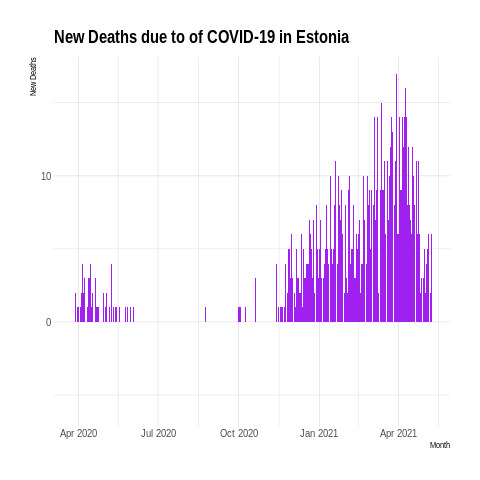 New Deaths due to of COVID-19 in Estonia
New Deaths
10
0
Apr 2020 Jul 2020 Oct 2020 Jan 2021 Apr 2021
Month